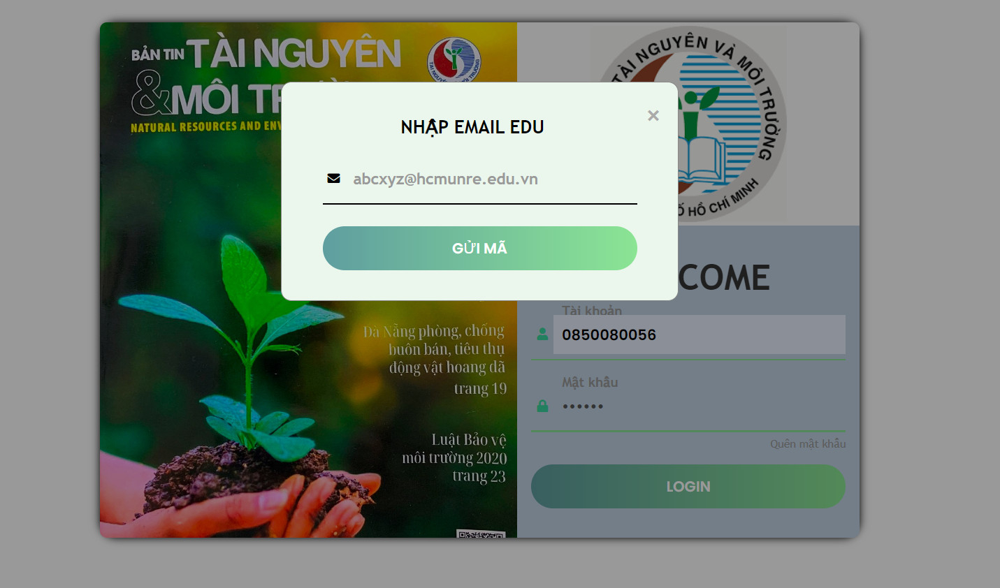 BẢN TIN TÀI NGUYÊN
&MÔI TR
NATURAL RESOURCES AND ENV
TÀI NGUYÊN VÀ MÔI TRƯỜNG
Ố HỒ CHÍ MINH
×
NHẬP EMAIL EDU
abcxyz@hcmunre.edu.vn
GỬI MÃ
COME
Tài khoản
0850080056
Mật khẩu
••••••
Quên mật khẩu
LOGIN
Đà Nẵng phòng, chống
buôn bán, tiêu thụ
động vật hoang dã
trang 19
Luật Bảo vệ
môi trường 2020
trang 23